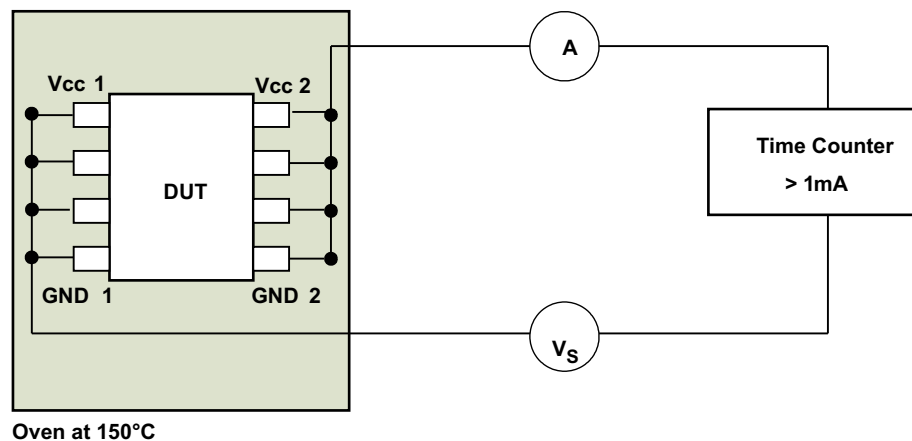 A
Vcc 1
Vcc 2
Time Counter
> 1mA
DUT
GND 1
GND 2
VS
Oven at 150°C